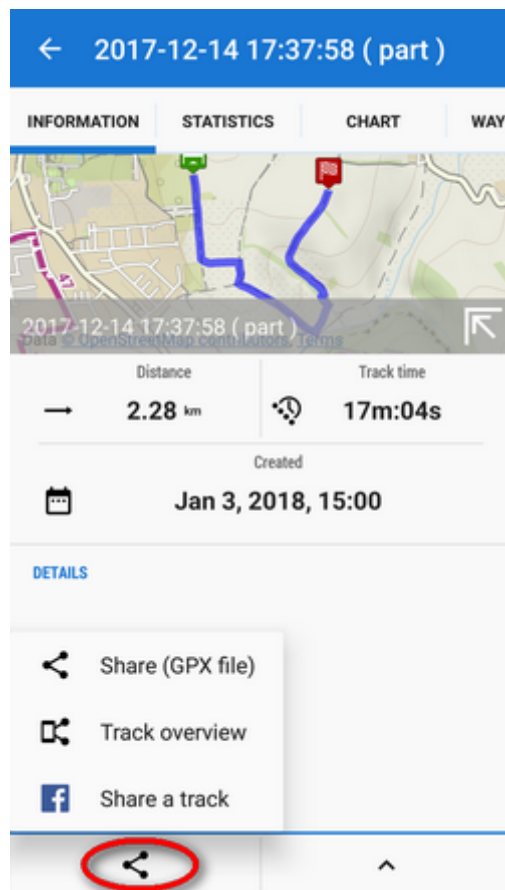 2017-12-14 17:37:58 ( part )
INFORMATION STATISTICS CHART WAY
47
2017-12-14 17:37:58 ( part )
Data © OpenStreetMap contributors, Terms
Distance Track time
2.28 km 17m:04s
Created
Jan 3, 2018, 15:00
DETAILS
Share (GPX file)
Track overview
Share a track